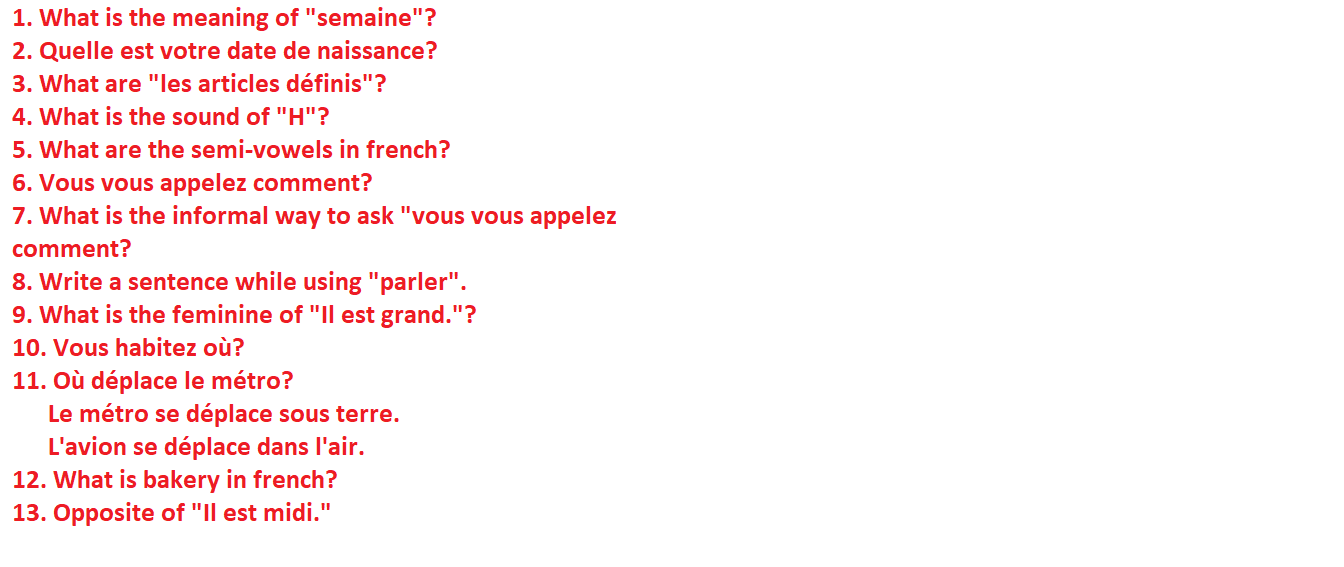 1. What is the meaning of "semaine"?
2. Quelle est votre date de naissance?
3. What are "les articles définis"?
4. What is the sound of "H"?
5. What are the semi-vowels in french?
6. Vous vous appelez comment?
7. What is the informal way to ask "vous vous appelez
comment?
8. Write a sentence while using "parler".
9. What is the feminine of "Il est grand."?
10. Vous habitez où?
11. Où déplace le métro?
Le métro se déplace sous terre.
L'avion se déplace dans l'air.
12. What is bakery in french?
13. Opposite of "Il est midi."